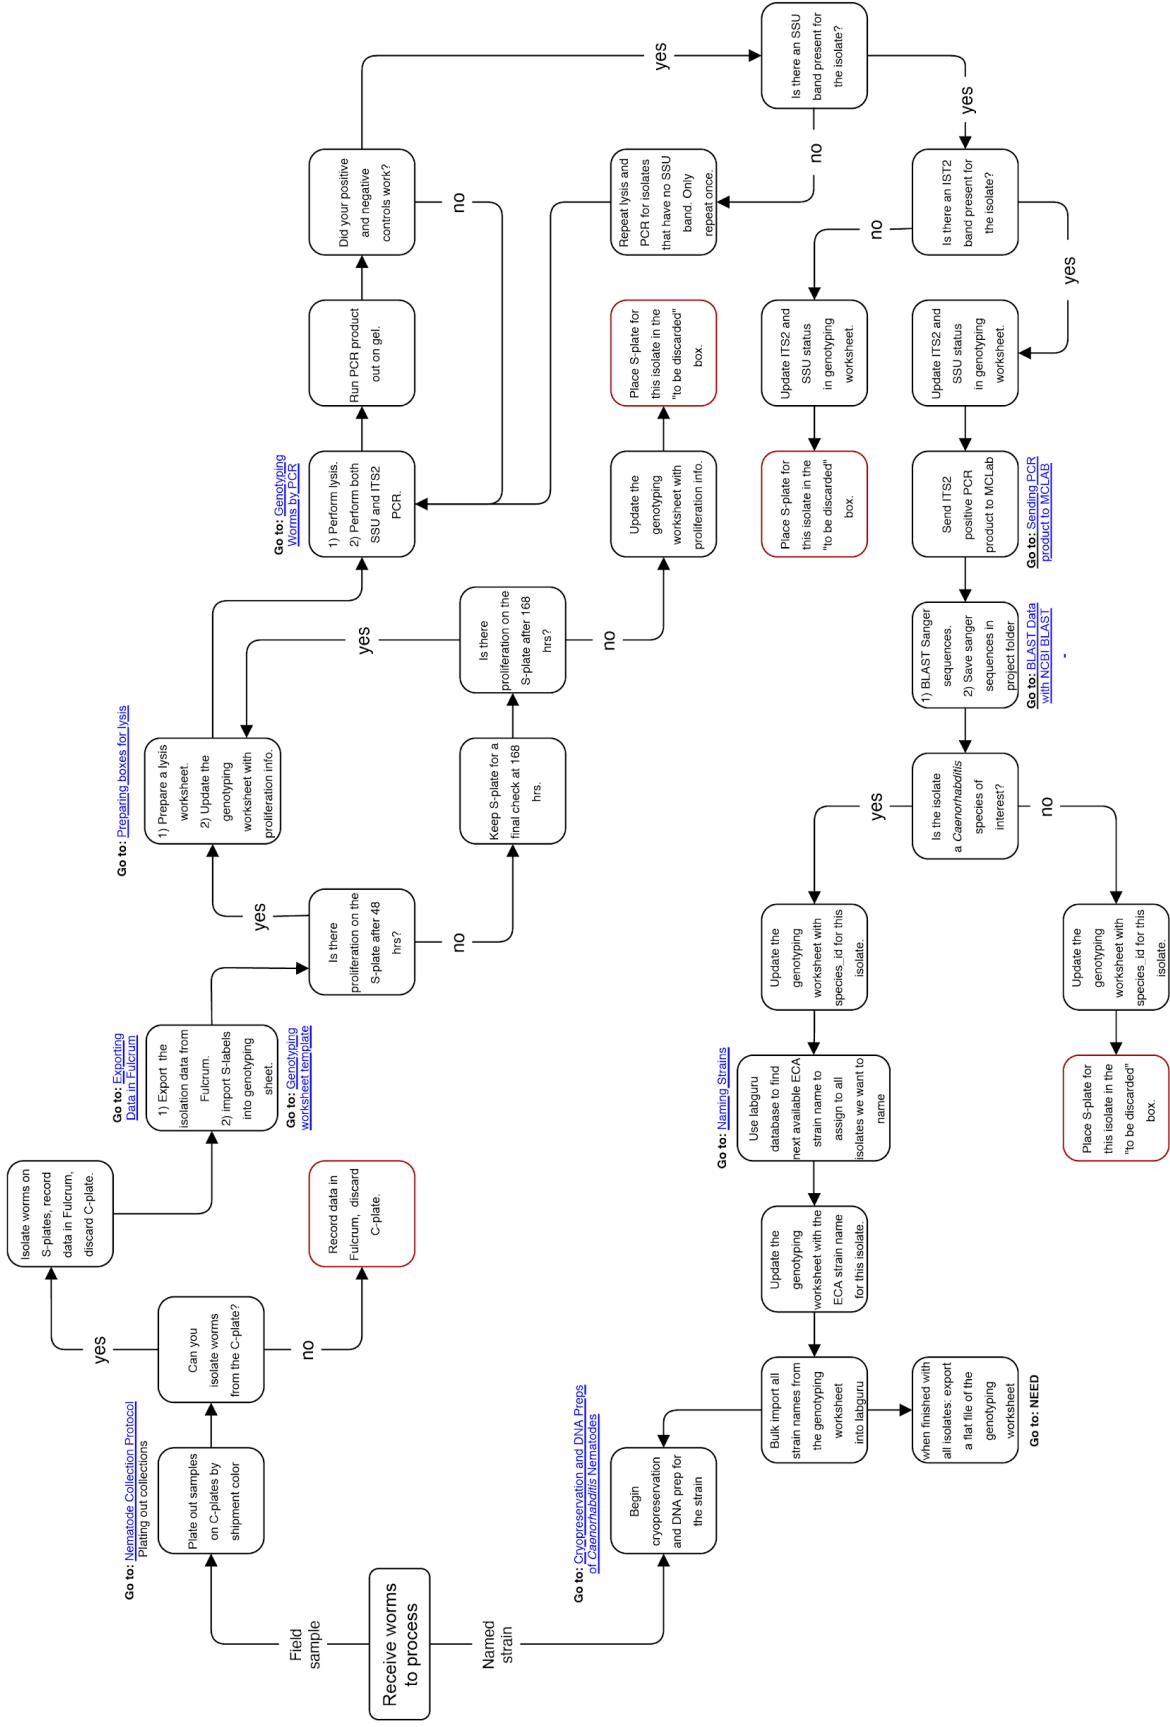 Receive worms
to process
Field
sample
Named
strain
Go to: Nematode Collection Protocol
Plating out collections
Plate out samples
on C-plates by
shipment color
Can you
isolate worms
from the C-plate?
yes
no
Isolate worms on
S-plates, record
data in Fulcrum,
discard C-plate.
Record data in
Fulcrum, discard
C-plate.
Go to: Exporting
Data in Fulcrum
1) Export the
isolation data from
Fulcrum.
2) import S-labels
into genotyping
sheet.
Go to: Genotyping
worksheet template
Is there
proliferation on the
S-plate after 48
hrs?
yes
no
Go to: Preparing boxes for lysis
1) Prepare a lysis
worksheet.
2) Update the
genotyping
worksheet with
proliferation info.
Keep S-plate for a
final check at 168
hrs.
Is there
proliferation on the
S-plate after 168
hrs?
yes
no
Update the
genotyping
worksheet with
proliferation info.
Place S-plate for
this isolate in the
"to be discarded"
box.
Go to: Genotyping
Worms by PCR
1) Perform lysis.
2) Perform both
SSU and ITS2
PCR.
Run PCR product
out on gel.
Did your positive
and negative
controls work?
no
yes
Is there an SSU
band present for
the isolate?
no
yes
Repeat lysis and
PCR for isolates
that have no SSU
band. Only
repeat once.
Is there an IST2
band present for
the isolate?
no
yes
Update ITS2 and
SSU status
in genotyping
worksheet.
Place S-plate for
this isolate in the
"to be discarded"
box.
Update ITS2 and
SSU status
in genotyping
worksheet.
Send ITS2
positive PCR
product to MCLab
Go to: Sending PCR
product to MCLAB
1) BLAST Sanger
sequences.
2) Save sanger
sequences in
project folder
Go to: BLAST Data
with NCBI BLAST
Is the isolate
a Caenorhabditis
species of
interest?
yes
no
Update the
genotyping
worksheet with
species_id for this
isolate.
Update the
genotyping
worksheet with
species_id for this
isolate.
Place S-plate for
this isolate in the
"to be discarded"
box.
Go to: Naming Strains
Use labguru
database to find
next available ECA
strain name to
assign to all
isolates we want to
name
Update the
genotyping
worksheet with the
ECA strain name
for this isolate.
Bulk import all
strain names from
the genotyping
worksheet
into labguru
when finished with
all isolates: export
a flat file of the
genotyping
worksheet
Go to: NEED
Go to: Cryopreservation and DNA Preps
of Caenorhabditis Nematodes
Begin
cryopreservation
and DNA prep for
the strain